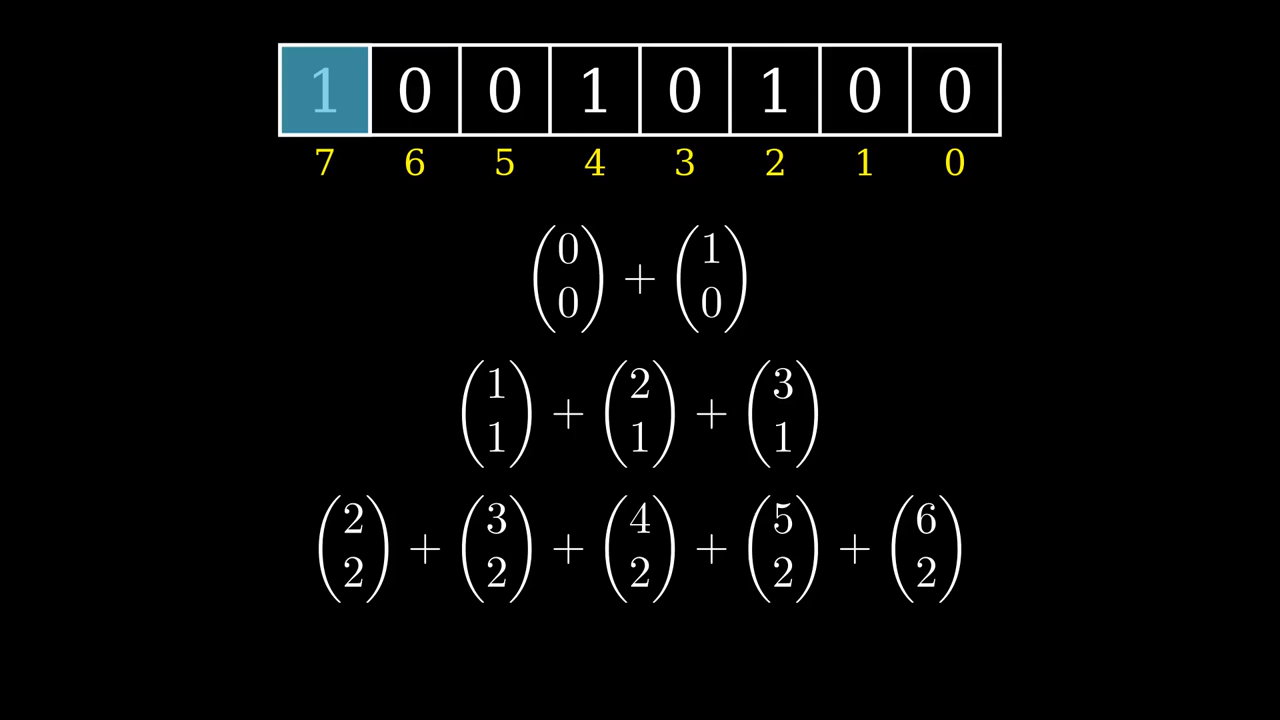 1 0 0 1 0 1 0 0
7 6 5 4 3 2 1 0
(0 0) + (1 0)
(1 1) + (2 1) + (3 1)
(2 2) + (3 2) + (4 2) + (5 2) + (6 2)